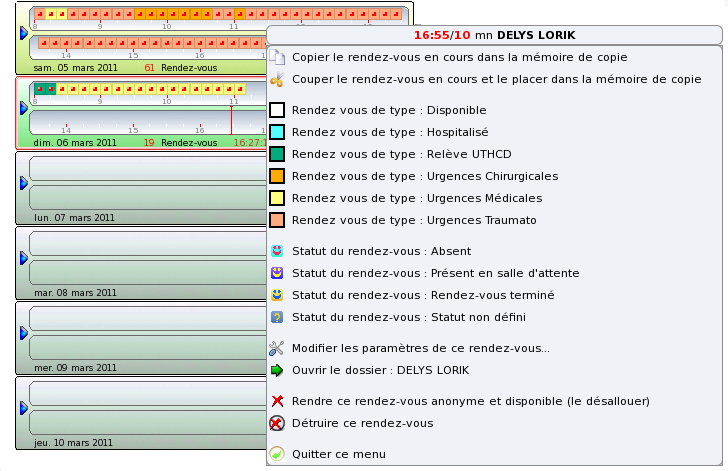 8 9 10 11 12 13
14 15 16 1
sam. 05 mars 2011 61 Rendez-vous
8 9 10 11 1
14 15 16 1
dim. 06 mars 2011 19 Rendez-vous 16:27:1
lun. 07 mars 2011
mar. 08 mars 2011
mer. 09 mars 2011
jeu. 10 mars 2011
16:55/10 mn DELYS LORIK
Copier le rendez-vous en cours dans la mémoire de copie
Couper le rendez-vous en cours et le placer dans la mémoire de copie
Rendez vous de type : Disponible
Rendez vous de type : Hospitalisé
Rendez vous de type : Relève UTHCD
Rendez vous de type : Urgences Chirurgicales
Rendez vous de type : Urgences Médicales
Rendez vous de type : Urgences Traumato
Statut du rendez-vous : Absent
Statut du rendez-vous : Présent en salle d'attente
Statut du rendez-vous : Rendez-vous terminé
Statut du rendez-vous : Statut non défini
Modifier les paramètres de ce rendez-vous...
Ouvrir le dossier : DELYS LORIK
Rendre ce rendez-vous anonyme et disponible (le désallouer)
Détruire ce rendez-vous
Quitter ce menu